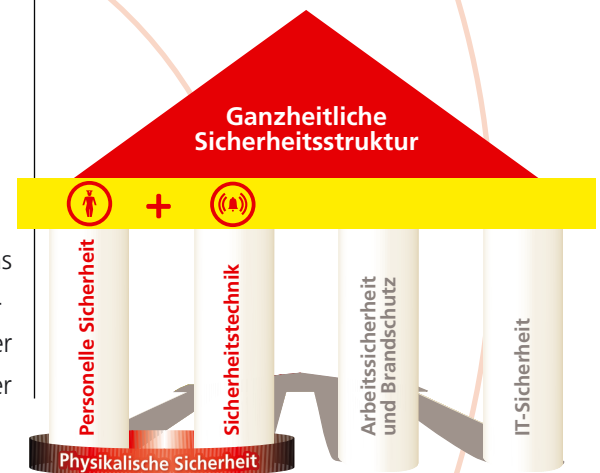 Ganzheitliche
Sicherheitsstruktur
+
Personelle Sicherheit
Sicherheitstechnik
Arbeitssicherheit
und Brandschutz
IT-Sicherheit
Physikalische Sicherheit